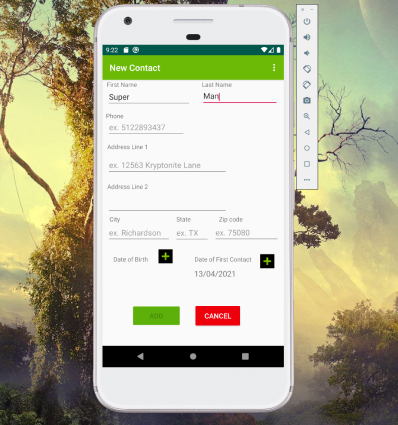 9:22
New Contact
First Name Last Name
Super Man
Phone
ex. 5122893437
Address Line 1
ex. 12563 Kryptonite Lane
Address Line 2
City State Zip code
ex. Richardson ex. TX ex. 75080
Date of Birth Date of First Contact
13/04/2021
ADD CANCEL